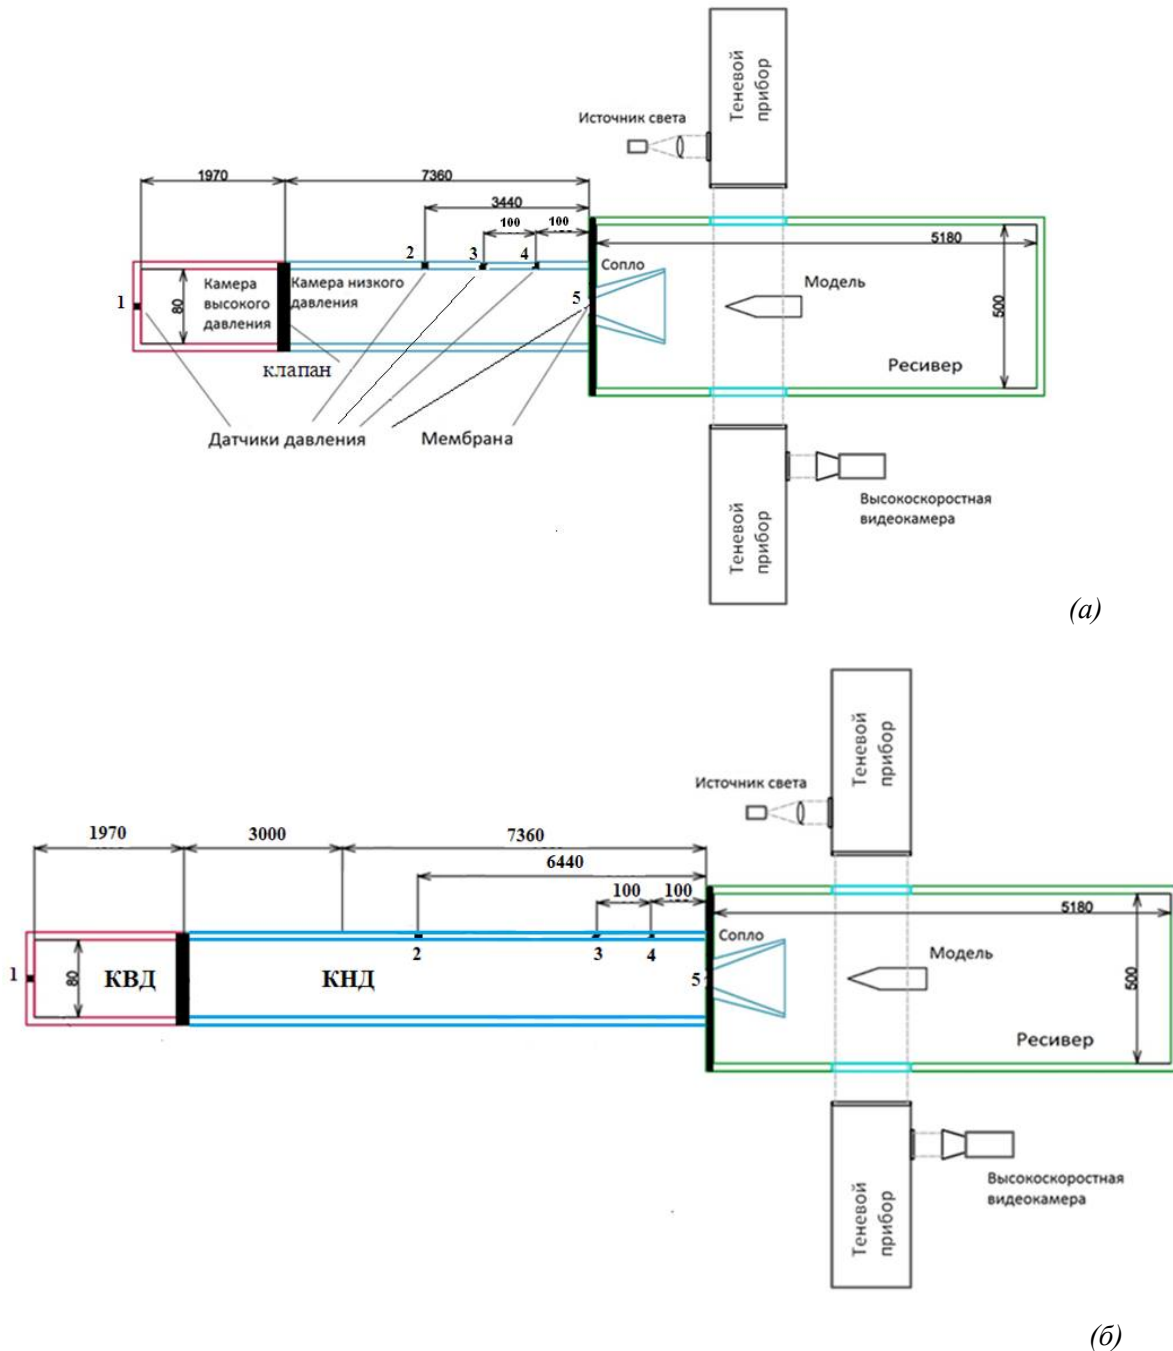 Теневой
прибор
Источник света
1970
7360
3440
100
100
2
3
4
5180
Сопло
1
80
Камера
высокого
давления
Камера низкого
давления
5
Модель
500
Ресивер
клапан
Датчики давления
Мембрана
Теневой
прибор
Высокоскоростная
видеокамера
(а)
Теневой
прибор
Источник света
1970
3000
7360
6440
100
100
5180
Сопло
2
3
4
1
80
КВД
КНД
5
Модель
500
Ресивер
Теневой
прибор
Высокоскоростная
видеокамера
(б)